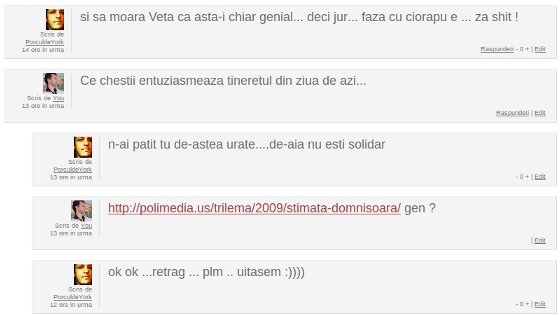 si sa moara Veta ca asta-i chiar genial... deci jur... faza cu ciorapu e ... za shit !
Scris de
PorculdeYork
14 ore in urma
Raspundeti - 0 + | Edit
Ce chestii entuziasmeaza tineretul din ziua de azi...
Scris de You
13 ore in urma
Raspundeti | Edit
n-ai patit tu de-astea urate....de-aia nu esti solidar
Scris de
PorculdeYork
13 ore in urma
- 0 + | Edit
http://polimedia.us/trilema/2009/stimata-domnisoara/ gen ?
Scris de You
13 ore in urma
| Edit
ok ok ...retrag ... plm .. uitasem :))))
Scris de
PorculdeYork
12 ore in urma
- 0 + | Edit